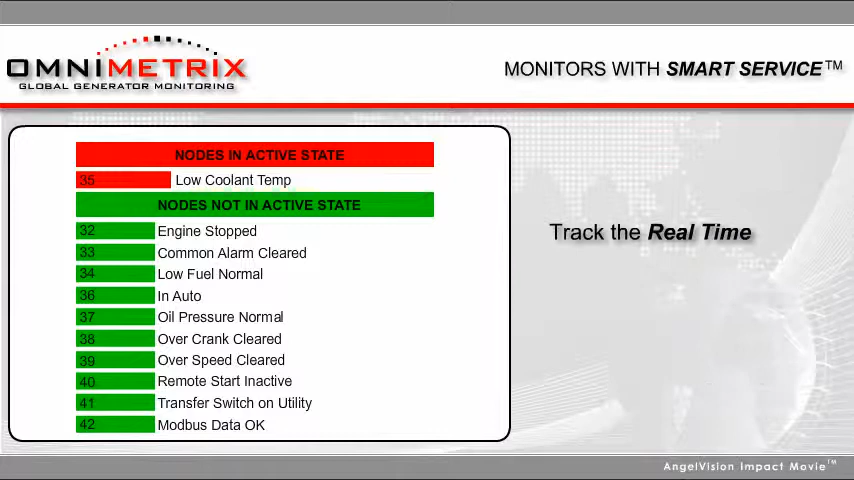 OMNIMETRIX
GLOBAL GENERATOR MONITORING
MONITORS WITH SMART SERVICE™
NODES IN ACTIVE STATE
35 Low Coolant Temp
NODES NOT IN ACTIVE STATE
32 Engine Stopped
33 Common Alarm Cleared
34 Low Fuel Normal
36 In Auto
37 Oil Pressure Normal
38 Over Crank Cleared
39 Over Speed Cleared
40 Remote Start Inactive
41 Transfer Switch on Utility
42 Modbus Data OK
Track the Real Time
AngelVision Impact Movie™